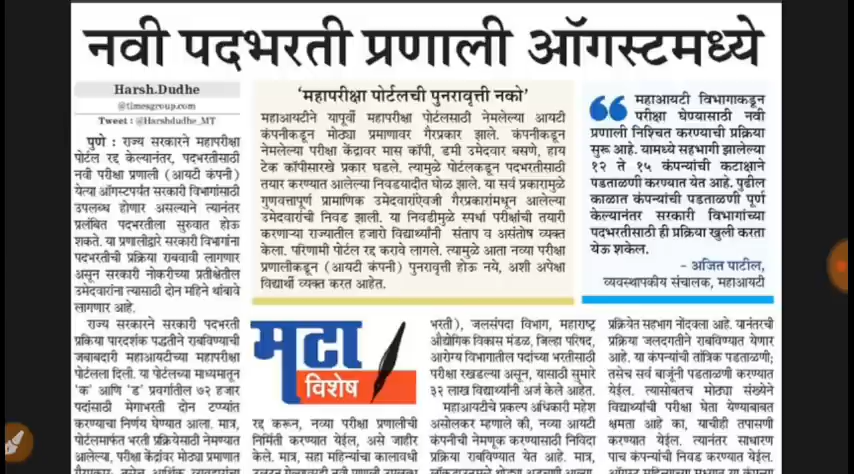 नवी पदभरती प्रणाली ऑगस्टमध्ये
Harsh.Dudhe
@timesgroup.com
Tweet : @Harshdudhe_MT
पुणे : राज्य सरकारने महापरीक्षा
पोर्टल रद्द केल्यानंतर, पदभरतीसाठी
नवी परीक्षा प्रणाली (आयटी कंपनी)
येत्या ऑगस्टपर्यंत सरकारी विभागांसाठी
उपलब्ध होणार असल्याने त्यानंतर
प्रलंबित पदभरतीला सुरुवात होऊ
शकते. या प्रणालीद्वारे सरकारी विभागांना
पदभरतीची प्रक्रिया राबवावी लागणार
असून सरकारी नोकरीच्या प्रतीक्षेतील
उमेदवारांना त्यासाठी दोन महिने थांबावे
लागणार आहे.
राज्य सरकारने सरकारी पदभरती
प्रकिया पारदर्शक पद्धतीने राबविण्याची
जबाबदारी महाआयटीच्या महापरीक्षा
पोर्टलला दिली. या पोर्टलच्या माध्यमातून
'क' आणि 'ड' प्रवर्गातील ७२ हजार
पदांसाठी मेगाभरती दोन टप्प्यांत
करण्याचा निर्णय घेण्यात आला. मात्र,
पोर्टलमार्फत भरती प्रक्रियेसाठी नेमण्यात
आलेल्या, परीक्षा केंद्रांवर मोठ्या प्रमाणात
'महापरीक्षा पोर्टलची पुनरावृत्ती नको'
महाआयटीने यापूर्वी महापरीक्षा पोर्टलसाठी नेमलेल्या आयटी
कंपनीकडून मोठ्या प्रमाणावर गैरप्रकार झाले. कंपनीकडून
नेमलेल्या परीक्षा केंद्रावर मास कॉपी, डमी उमेदवार बसणे, हाय
टेक कॉपीसारखे प्रकार घडले. त्यामुळे पोर्टलकडून पदभरतीसाठी
तयार करण्यात आलेल्या निवडयादीत घोळ झाले. या सर्व प्रकारामुळे
गुणवत्तापूर्ण प्रामाणिक उमेदवारांऐवजी गैरप्रकारांमधून आलेल्या
उमेदवारांची निवड झाली. या निवडीमुळे स्पर्धा परीक्षांची तयारी
करणाऱ्या राज्यातील हजारो विद्यार्थ्यांनी संताप व असंतोष व्यक्त
केला. परिणामी पोर्टल रद्द करावे लागले. त्यामुळे आता नव्या परीक्षा
प्रणालीकडून (आयटी कंपनी) पुनरावृत्ती होऊ नये, अशी अपेक्षा
विद्यार्थी व्यक्त करत आहेत.
महाआयटी विभागाकडून
परीक्षा घेण्यासाठी नवी
प्रणाली निश्चित करण्याची प्रक्रिया
सुरू आहे. यामध्ये सहभागी झालेल्या
१२ ते १५ कंपन्यांची कटाक्षाने
पडताळणी करण्यात येत आहे. पुढील
काळात कंपन्यांची पडताळणी पूर्ण
केल्यानंतर सरकारी विभागांच्या
पदभरतीसाठी ही प्रक्रिया खुली करता
येऊ शकेल.
- अजित पाटील,
व्यवस्थापकीय संचालक, महाआयटी
मटा
विशेष
रद्द करून, नव्या परीक्षा प्रणालीची
निर्मिती करण्यात येईल, असे जाहीर
केले. मात्र, सहा महिन्यांचा कालावधी
भरती), जलसंपदा विभाग, महाराष्ट्र
औद्योगिक विकास मंडळ, जिल्हा परिषद,
आरोग्य विभागातील पदांच्या भरतीसाठी
परीक्षा रखडल्या असून, यासाठी सुमारे
३२ लाख विद्यार्थ्यांनी अर्ज केले आहेत.
महाआयटीचे प्रकल्प अधिकारी महेश
असोलकर म्हणाले की, नव्या आयटी
कंपनीची नेमणूक करण्यासाठी निविदा
प्रक्रिया राबविण्यात येत आहे. मात्र,
प्रक्रियेत सहभाग नोंदवला आहे. यानंतरची
प्रक्रिया जलदगतीने राबविण्यात येणार
आहे. या कंपन्यांची तांत्रिक पडताळणी;
तसेच सर्व बाजूंनी पडताळणी करण्यात
येईल. त्यासोबतच मोठ्या संख्येने
विद्यार्थ्यांची परीक्षा घेता येण्याबाबत
क्षमता आहे का, याचीही तपासणी
करण्यात येईल. त्यानंतर साधारण
पाच कंपन्यांची निवड करण्यात येईल.